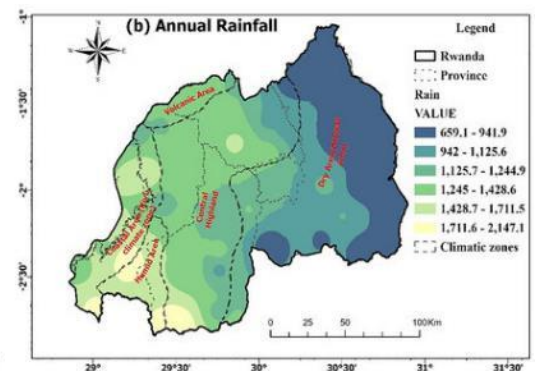 (b) Annual Rainfall
N
W
E
S
Legend
Rwanda
Province
Rain
VALUE
659.1 - 941.9
942 - 1,125.6
1,125.7 - 1,244.9
1,245 - 1,428.6
1,428.7 - 1,711.5
1,711.6 - 2,147.1
Climatic zones
Volcanic Area
Central
Highland
Humid Area
climate zone
0 25 50 100Km
-1°
-1°30'
-2°
-2°30'
29° 29°30' 30° 30°30' 31° 31°30'